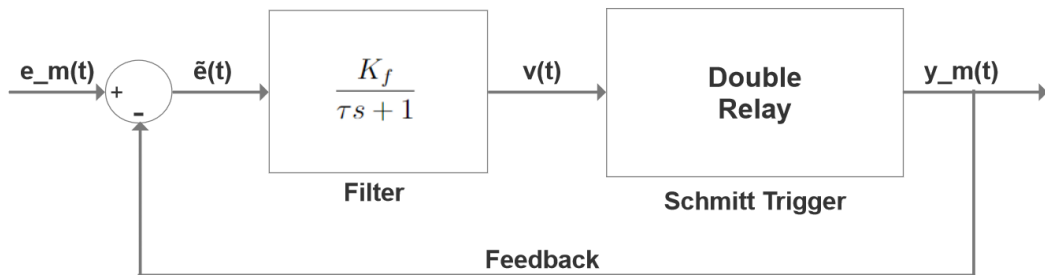 e_m(t)
+
-
ẽ(t)
K_f
τs + 1
Filter
v(t)
Double
Relay
Schmitt Trigger
y_m(t)
Feedback